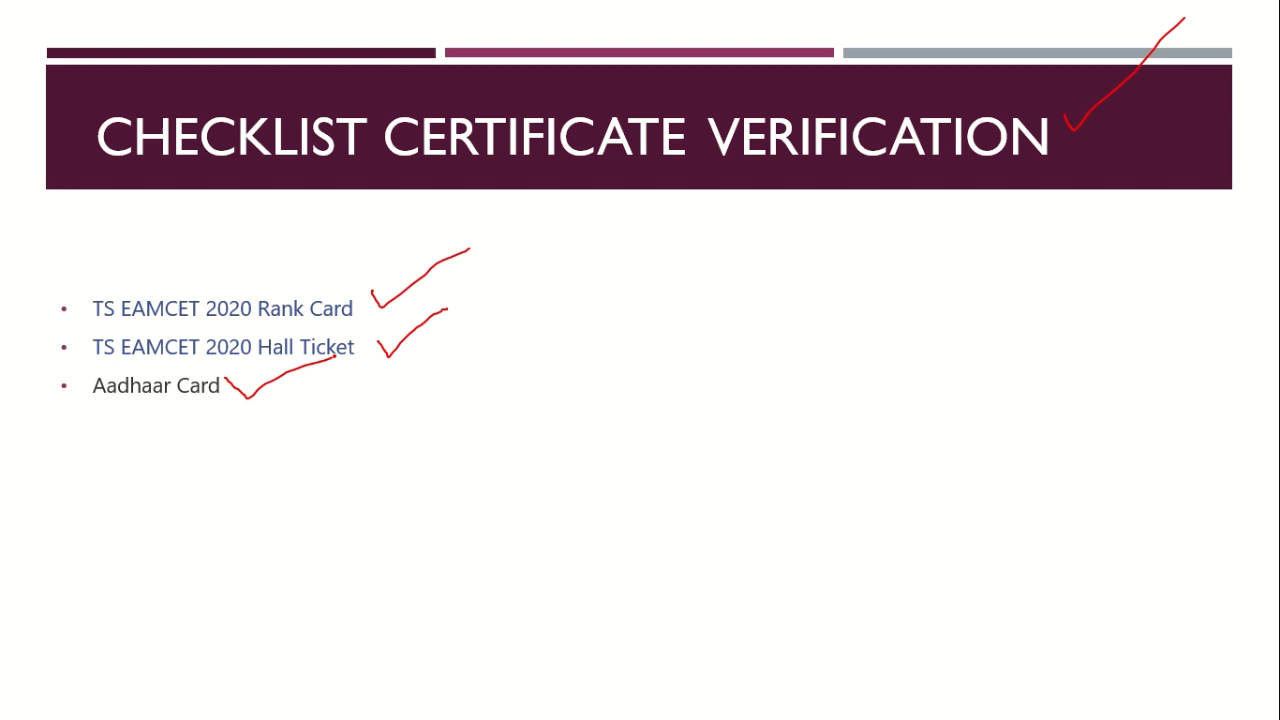 CHECKLIST CERTIFICATE VERIFICATION
• TS EAMCET 2020 Rank Card
• TS EAMCET 2020 Hall Ticket
• Aadhaar Card